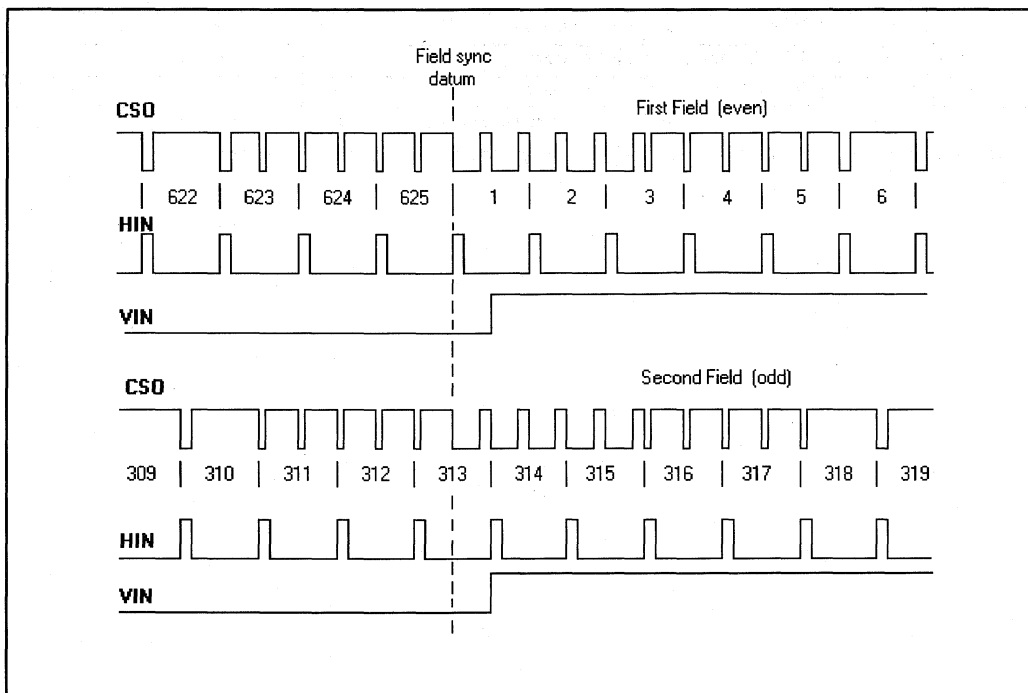 Field sync
datum
CSO
First Field (even)
622 | 623 | 624 | 625 | 1 | 2 | 3 | 4 | 5 | 6
HIN
VIN
CSO
Second Field (odd)
309 | 310 | 311 | 312 | 313 | 314 | 315 | 316 | 317 | 318 | 319
HIN
VIN